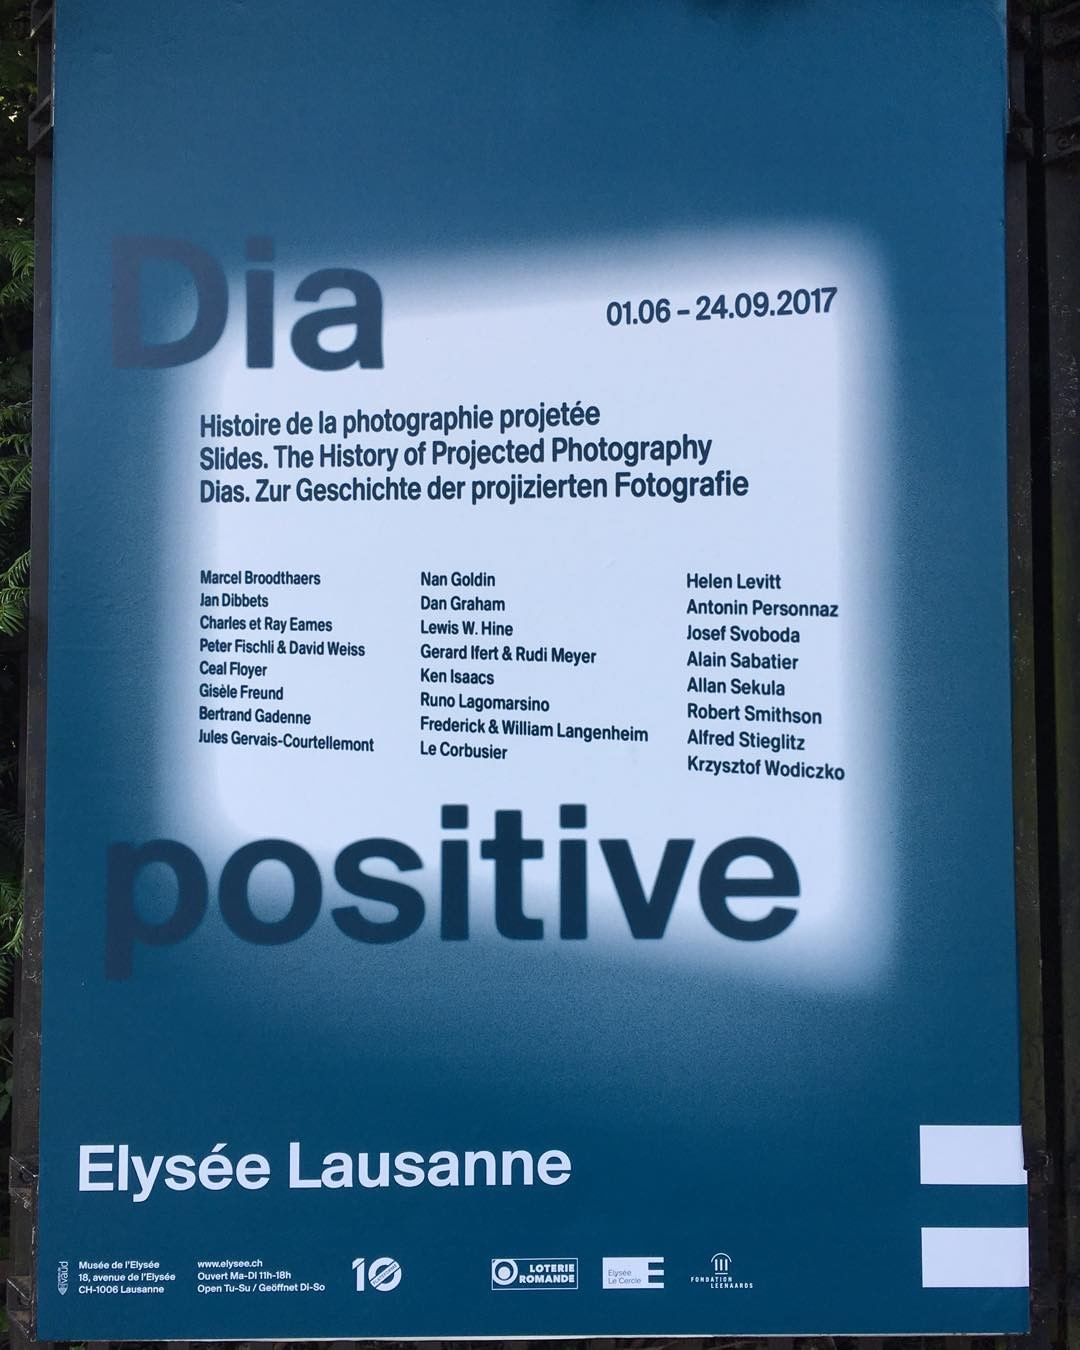 Dia
01.06 – 24.09.2017
Histoire de la photographie projetée
Slides. The History of Projected Photography
Dias. Zur Geschichte der projizierten Fotografie
Marcel Broodthaers
Jan Dibbets
Charles et Ray Eames
Peter Fischli & David Weiss
Ceal Floyer
Gisèle Freund
Bertrand Gadenne
Jules Gervais-Courtellemont
Nan Goldin
Dan Graham
Lewis W. Hine
Gerard Ifert & Rudi Meyer
Ken Isaacs
Runo Lagomarsino
Frederick & William Langenheim
Le Corbusier
Helen Levitt
Antonin Personnaz
Josef Svoboda
Alain Sabatier
Allan Sekula
Robert Smithson
Alfred Stieglitz
Krzysztof Wodiczko
positive
Elysée Lausanne
vaud
Musée de l'Elysée
18, avenue de l'Elysée
CH-1006 Lausanne
www.elysee.ch
Ouvert Ma-Di 11h-18h
Open Tu-Su / Geöffnet Di-So
10
LOTERIE
ROMANDE
Elysée
Le Cercle
FONDATION
LEENAARDS